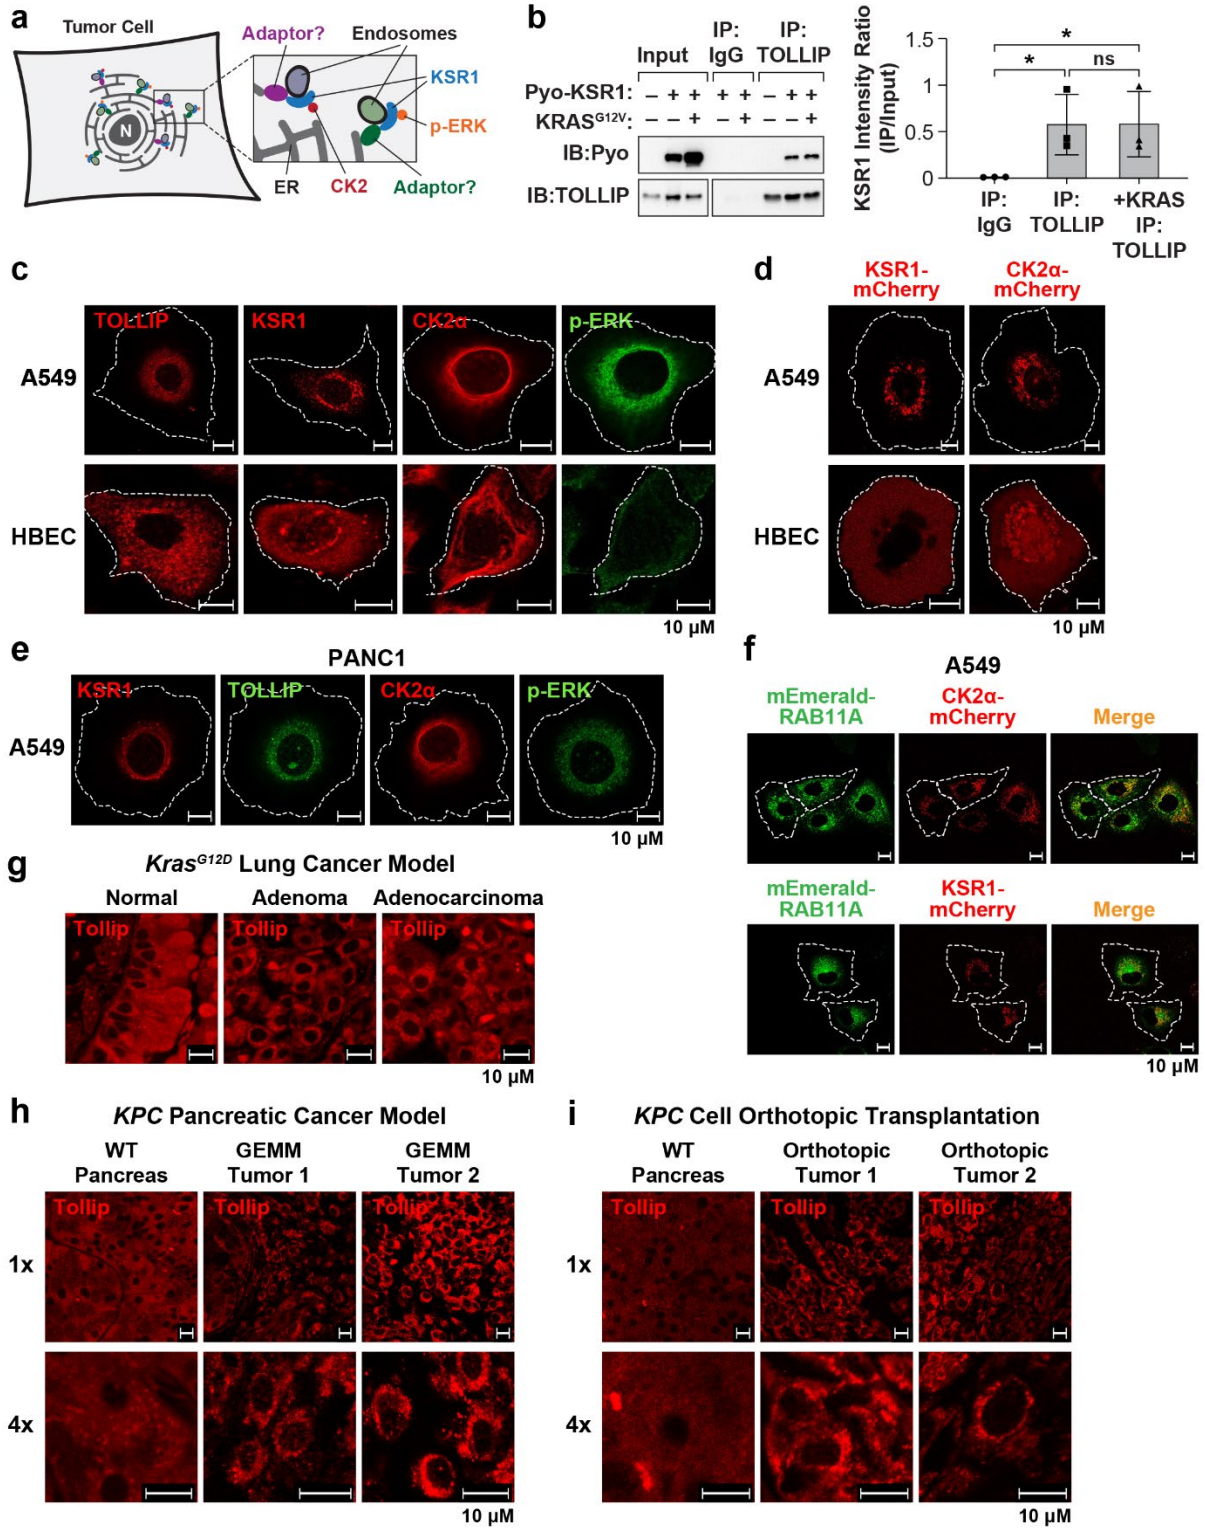 a
Tumor Cell
Adaptor?
Endosomes
KSR1
p-ERK
N
ER
CK2
Adaptor?
b
Input
IP:
IgG
IP:
TOLLIP
Pyo-KSR1: – + + + + – + +
KRASG12V: + + +
IB:Pyo
IB:TOLLIP
KSR1 Intensity Ratio
(IP/Input)
1.5
1
0.5
0
*
*
ns
IP:
IgG
IP:
TOLLIP
+KRAS
IP:
TOLLIP
c
TOLLIP
KSR1
CK2α
p-ERK
A549
HBEC
10 µM
d
KSR1-
mCherry
CK2α-
mCherry
A549
HBEC
10 µM
e
PANC1
KSR1
TOLLIP
CK2α
p-ERK
A549
10 µM
f
A549
mEmerald-
RAB11A
CK2α-
mCherry
Merge
mEmerald-
RAB11A
KSR1-
mCherry
Merge
10 µM
g
KrasG12D Lung Cancer Model
Normal
Adenoma
Adenocarcinoma
Tollip
Tollip
Tollip
10 µM
h
KPC Pancreatic Cancer Model
WT
Pancreas
GEMM
Tumor 1
GEMM
Tumor 2
Tollip
Tollip
Tollip
1x
4x
10 µM
i
KPC Cell Orthotopic Transplantation
WT
Pancreas
Orthotopic
Tumor 1
Orthotopic
Tumor 2
Tollip
Tollip
Tollip
1x
4x
10 µM